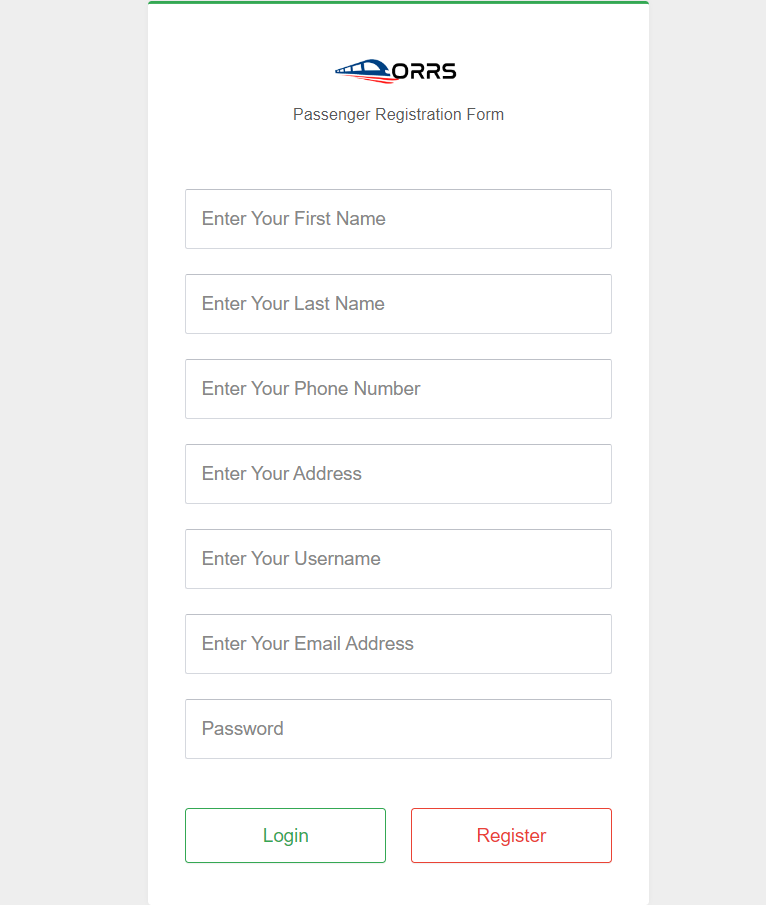 ORRS
Passenger Registration Form
Enter Your First Name
Enter Your Last Name
Enter Your Phone Number
Enter Your Address
Enter Your Username
Enter Your Email Address
Password
Login Register